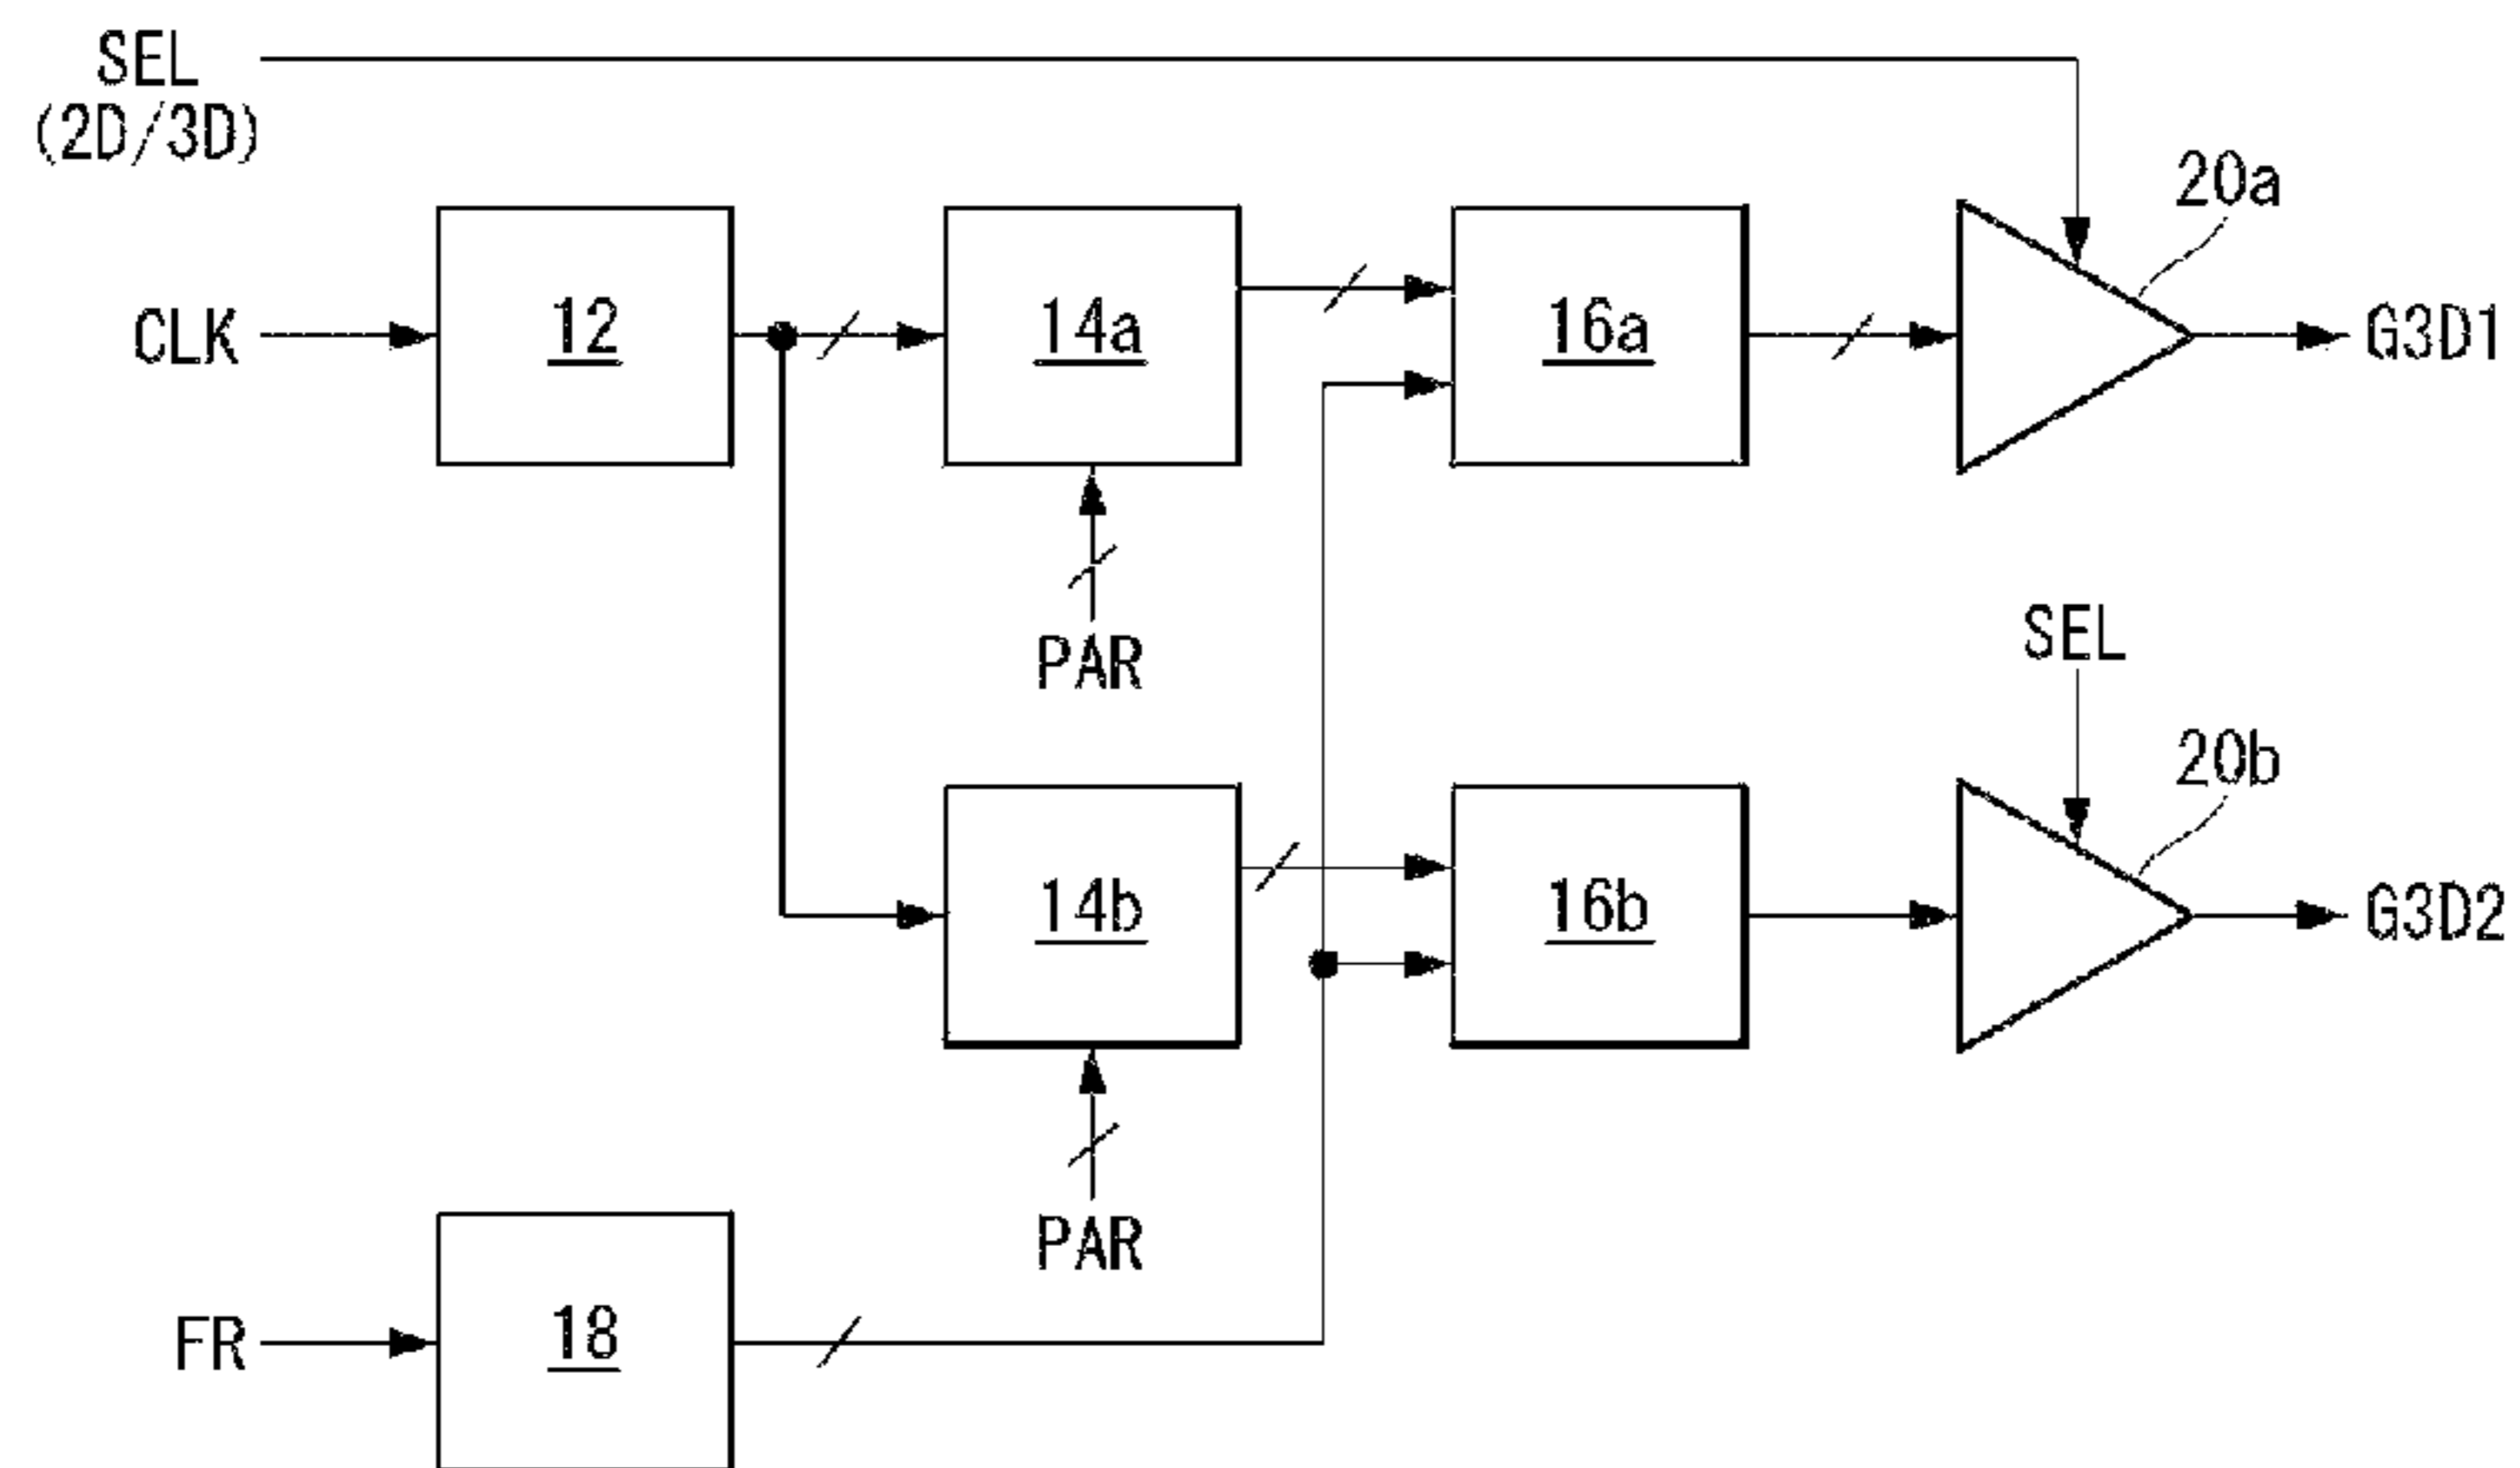 SEL
(2D/3D)
20a
CLK
12
14a
16a
G3D1
PAR
SEL
20b
14b
16b
G3D2
PAR
FR
18